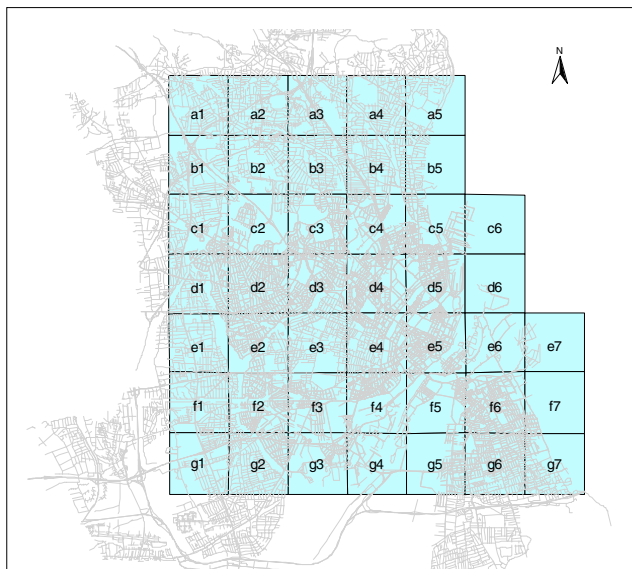 N
a1 a2 a3 a4 a5
b1 b2 b3 b4 b5
c1 c2 c3 c4 c5 c6
d1 d2 d3 d4 d5 d6
e1 e2 e3 e4 e5 e6 e7
f1 f2 f3 f4 f5 f6 f7
g1 g2 g3 g4 g5 g6 g7